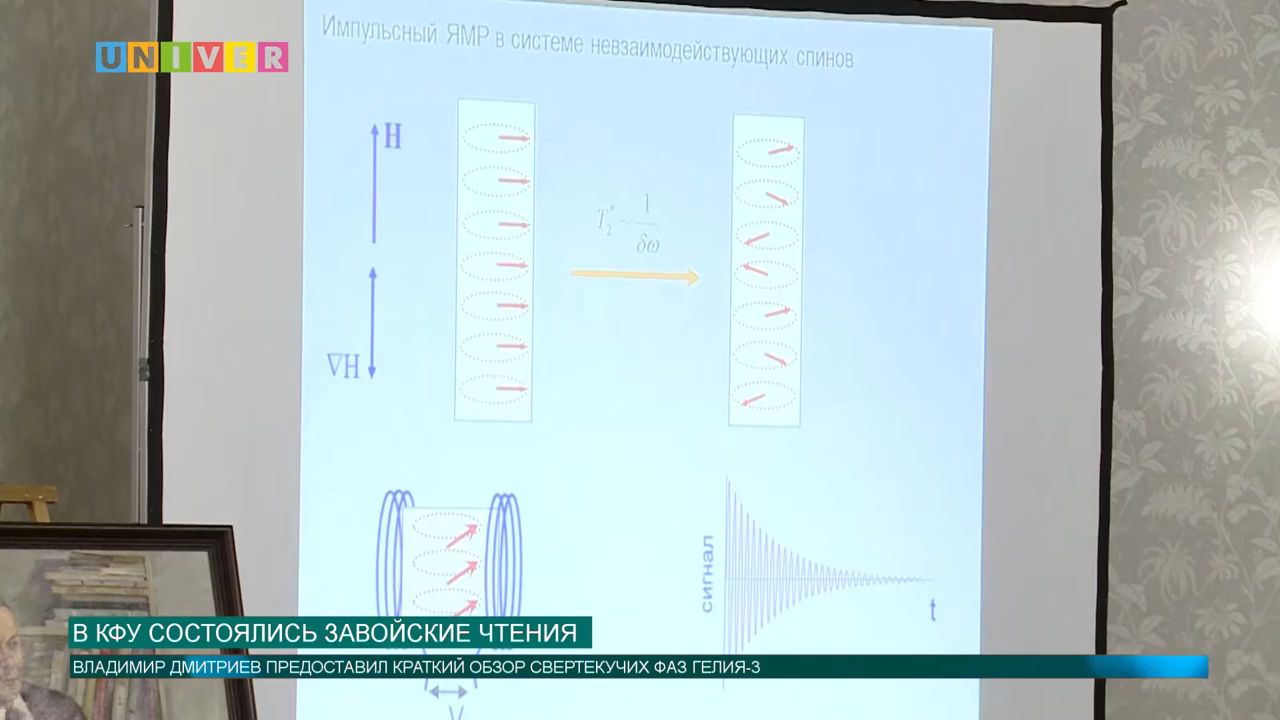 UNIVER
Импульсный ЯМР в системе невзаимодействующих спинов
H
T₂* ~ 1/δω
∇H
сигнал
t
V
В КФУ СОСТОЯЛИСЬ ЗАВОЙСКИЕ ЧТЕНИЯ
ВЛАДИМИР ДМИТРИЕВ ПРЕДОСТАВИЛ КРАТКИЙ ОБЗОР СВЕРТЕКУЧИХ ФАЗ ГЕЛИЯ-3